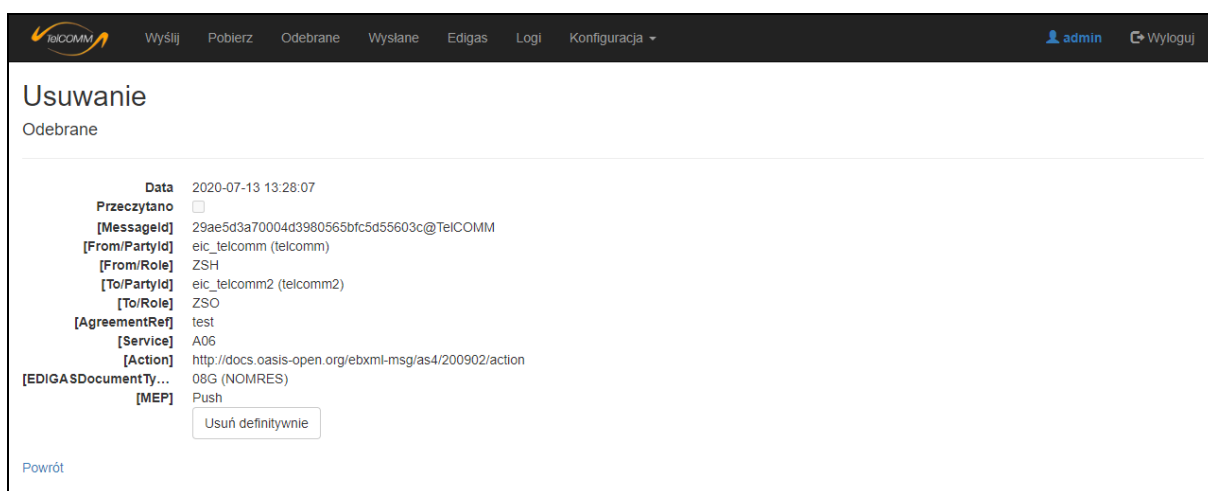 TelCOMM Wyślij Pobierz Odebrane Wysłane Edigas Logi Konfiguracja admin Wyloguj
Usuwanie
Odebrane
Data 2020-07-13 13:28:07
Przeczytano
[MessageId] 29ae5d3a70004d3980565bfc5d55603c@TelCOMM
[From/PartyId] eic_telcomm (telcomm)
[From/Role] ZSH
[To/PartyId] eic_telcomm2 (telcomm2)
[To/Role] ZSO
[AgreementRef] test
[Service] A06
[Action] http://docs.oasis-open.org/ebxml-msg/as4/200902/action
[EDIGASDocumentTy... 08G (NOMRES)
[MEP] Push
Usuń definitywnie
Powrót